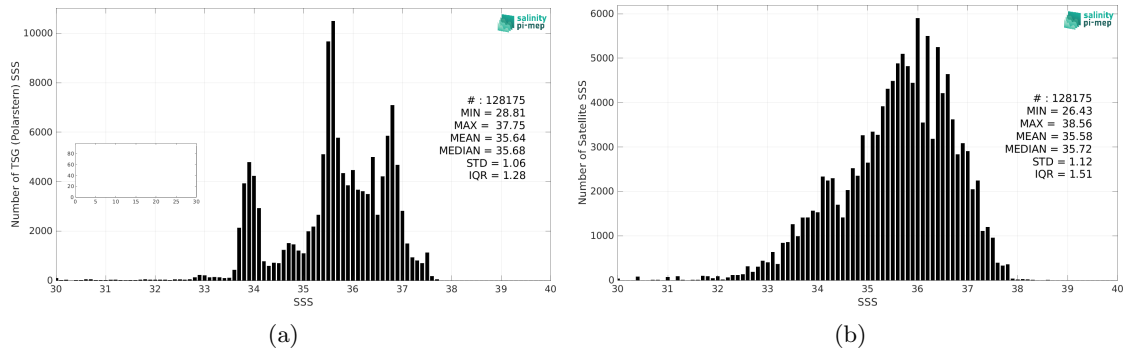 salinity
pi-mep
10000
8000
6000
4000
2000
0
Number of TSG (Polarstern) SSS
# : 128175
MIN = 28.81
MAX = 37.75
MEAN = 35.64
MEDIAN = 35.68
STD = 1.06
IQR = 1.28
80
60
40
20
0
0 5 10 15 20 25 30
30 31 32 33 34 35 36 37 38 39 40
SSS
(a)
salinity
pi-mep
6000
5000
4000
3000
2000
1000
0
Number of Satellite SSS
# : 128175
MIN = 26.43
MAX = 38.56
MEAN = 35.58
MEDIAN = 35.72
STD = 1.12
IQR = 1.51
30 31 32 33 34 35 36 37 38 39 40
SSS
(b)